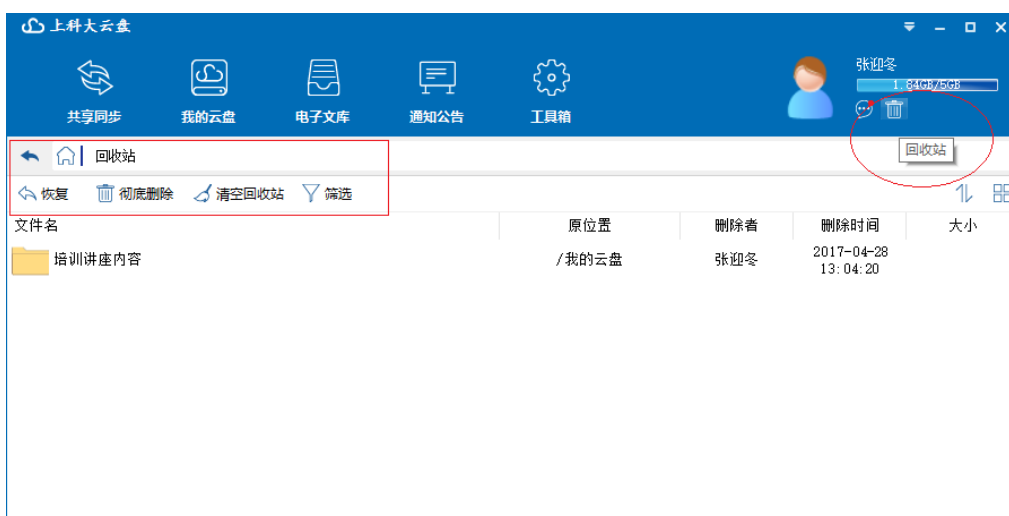 上科大云盘
张迎冬
1.84GB/5GB
共享同步 我的云盘 电子文库 通知公告 工具箱
回收站
回收站
恢复 彻底删除 清空回收站 筛选
文件名 原位置 删除者 删除时间 大小
培训讲座内容 /我的云盘 张迎冬 2017-04-28
13:04:20